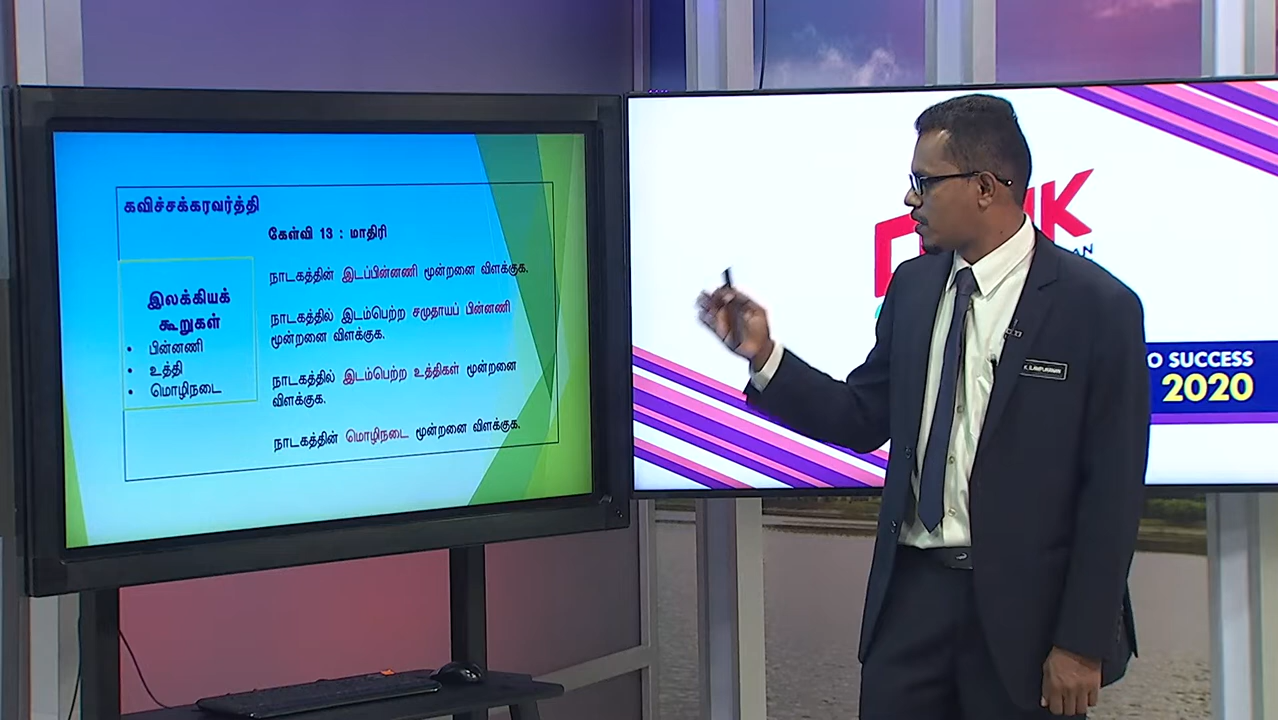 கவிச்சக்கரவர்த்தி
கேள்வி 13 : மாதிரி
இலக்கியக்
கூறுகள்
• பின்னணி
• உத்தி
• மொழிநடை
நாடகத்தின் இடப்பின்னணி மூன்றனை விளக்குக.
நாடகத்தில் இடம்பெற்ற சமுதாயப் பின்னணி
மூன்றனை விளக்குக.
நாடகத்தில் இடம்பெற்ற உத்திகள் மூன்றனை
விளக்குக.
நாடகத்தின் மொழிநடை மூன்றனை விளக்குக.
O SUCCESS
2020